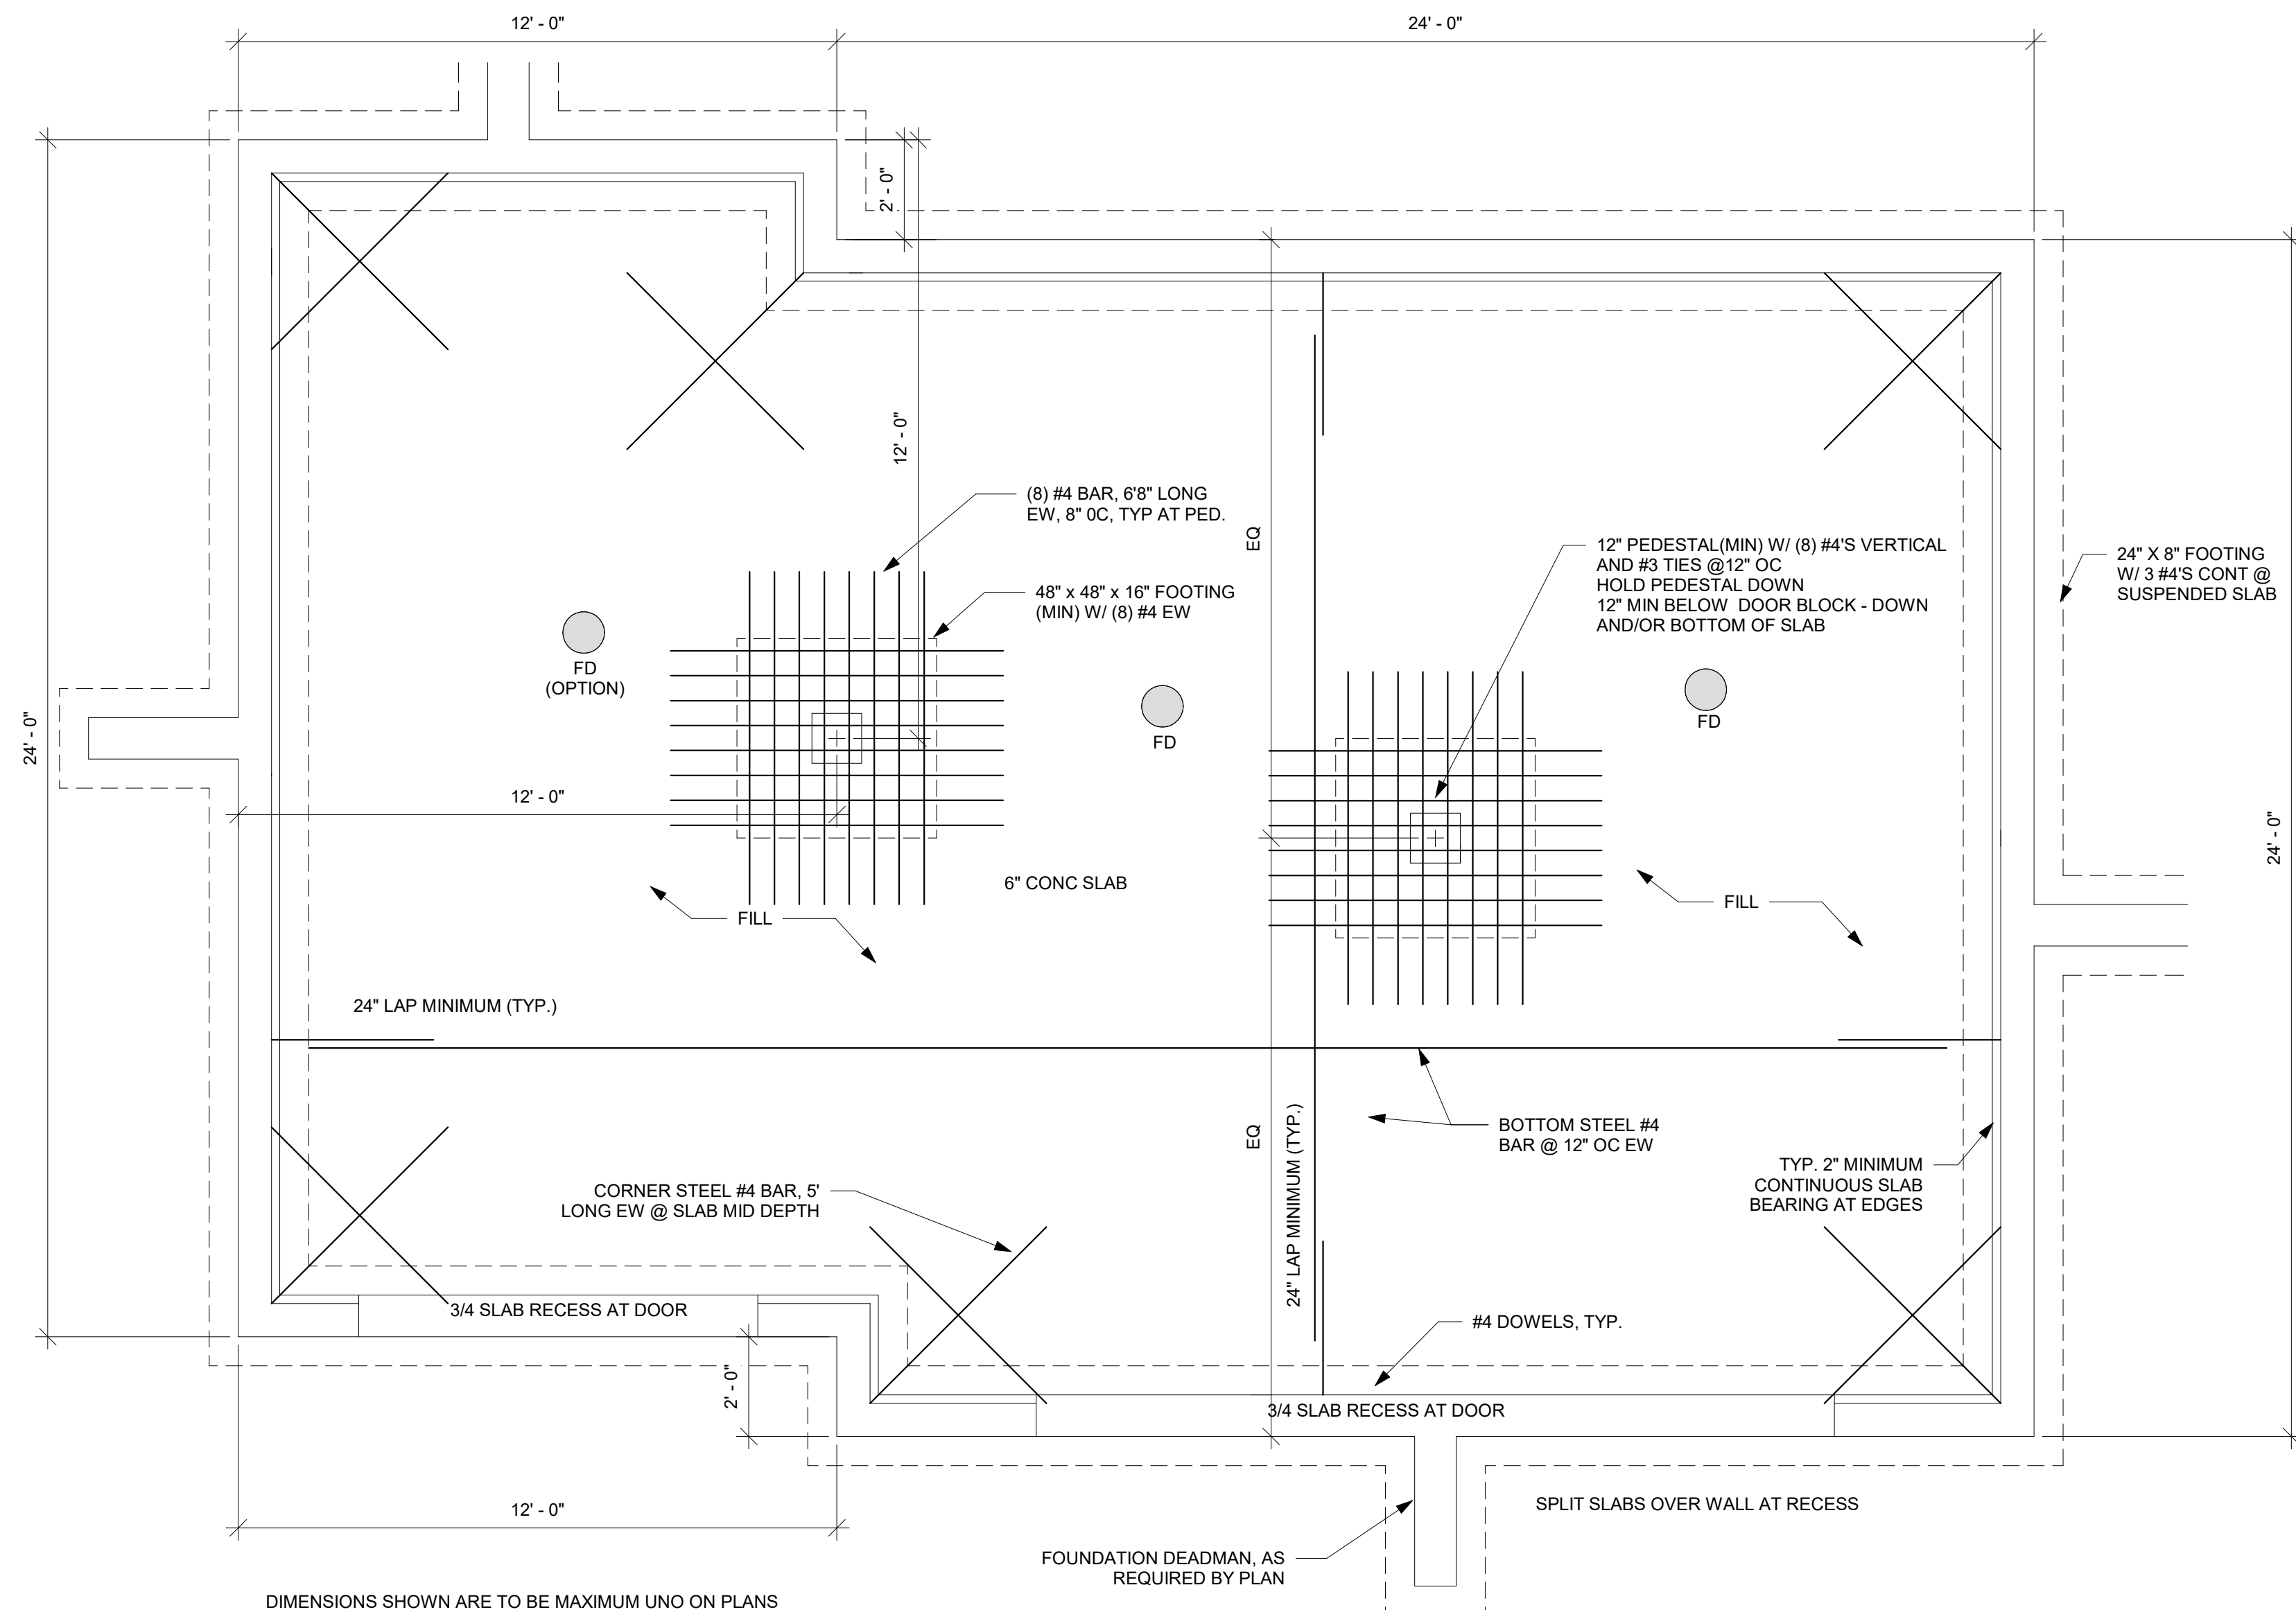 12' - 0"
24' - 0"
2' - 0"
12' - 0"
(8) #4 BAR, 6'8" LONG
EW, 8" 0C, TYP AT PED.
EQ
12" PEDESTAL(MIN) W/ (8) #4'S VERTICAL
AND #3 TIES @12" OC
HOLD PEDESTAL DOWN
12" MIN BELOW DOOR BLOCK - DOWN
AND/OR BOTTOM OF SLAB
24" X 8" FOOTING
W/ 3 #4'S CONT @
SUSPENDED SLAB
48" x 48" x 16" FOOTING
(MIN) W/ (8) #4 EW
FD
(OPTION)
FD
FD
24' - 0"
12' - 0"
24' - 0"
6" CONC SLAB
FILL
FILL
24" LAP MINIMUM (TYP.)
EQ
24" LAP MINIMUM (TYP.)
BOTTOM STEEL #4
BAR @ 12" OC EW
TYP. 2" MINIMUM
CONTINUOUS SLAB
BEARING AT EDGES
CORNER STEEL #4 BAR, 5'
LONG EW @ SLAB MID DEPTH
3/4 SLAB RECESS AT DOOR
#4 DOWELS, TYP.
2' - 0"
3/4 SLAB RECESS AT DOOR
12' - 0"
SPLIT SLABS OVER WALL AT RECESS
FOUNDATION DEADMAN, AS
REQUIRED BY PLAN
DIMENSIONS SHOWN ARE TO BE MAXIMUM UNO ON PLANS